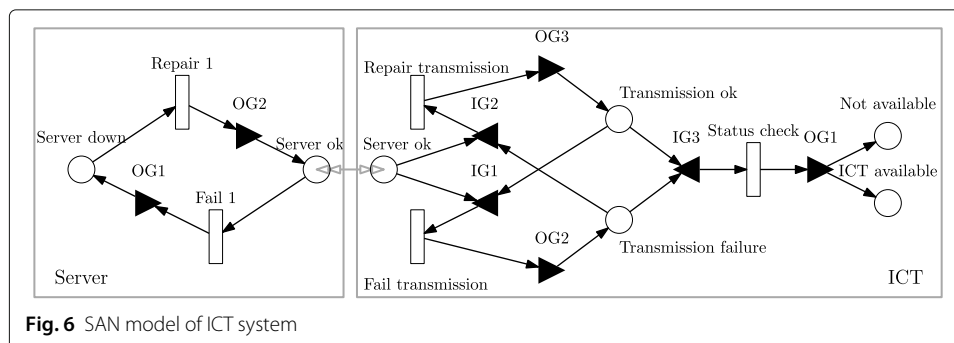 OG3
Repair 1
Repair transmission
OG2
IG2
Transmission ok
Not available
Server down
Server ok
Server ok
IG3
Status check
OG1
OG1
IG1
ICT available
Fail 1
OG2
Transmission failure
Server
Fail transmission
ICT
Fig. 6 SAN model of ICT system